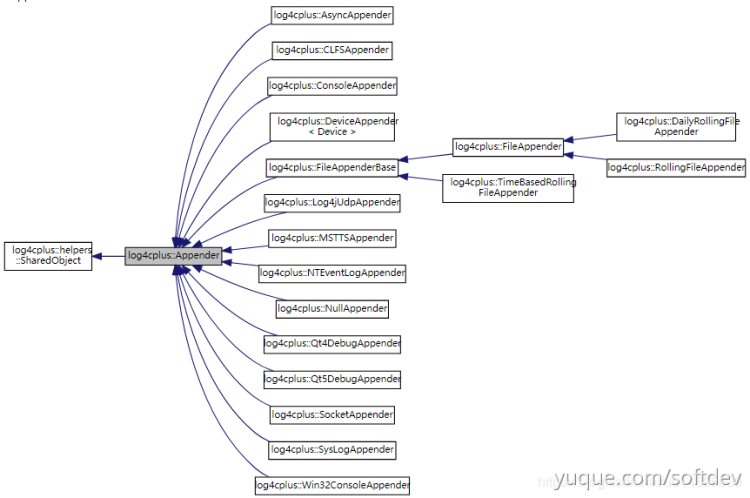 log4cplus::AsyncAppender
log4cplus::CLFSAppender
log4cplus::ConsoleAppender
log4cplus::DeviceAppender
< Device >
log4cplus::DailyRollingFile
Appender
log4cplus::FileAppender
log4cplus::FileAppenderBase
log4cplus::RollingFileAppender
log4cplus::TimeBasedRolling
FileAppender
log4cplus::Log4jUdpAppender
log4cplus::MSTTSAppender
log4cplus::helpers
::SharedObject
log4cplus::Appender
log4cplus::NTEventLogAppender
log4cplus::NullAppender
log4cplus::Qt4DebugAppender
log4cplus::Qt5DebugAppender
log4cplus::SocketAppender
log4cplus::SysLogAppender
log4cplus::Win32ConsoleAppender
yuque.com/softdev